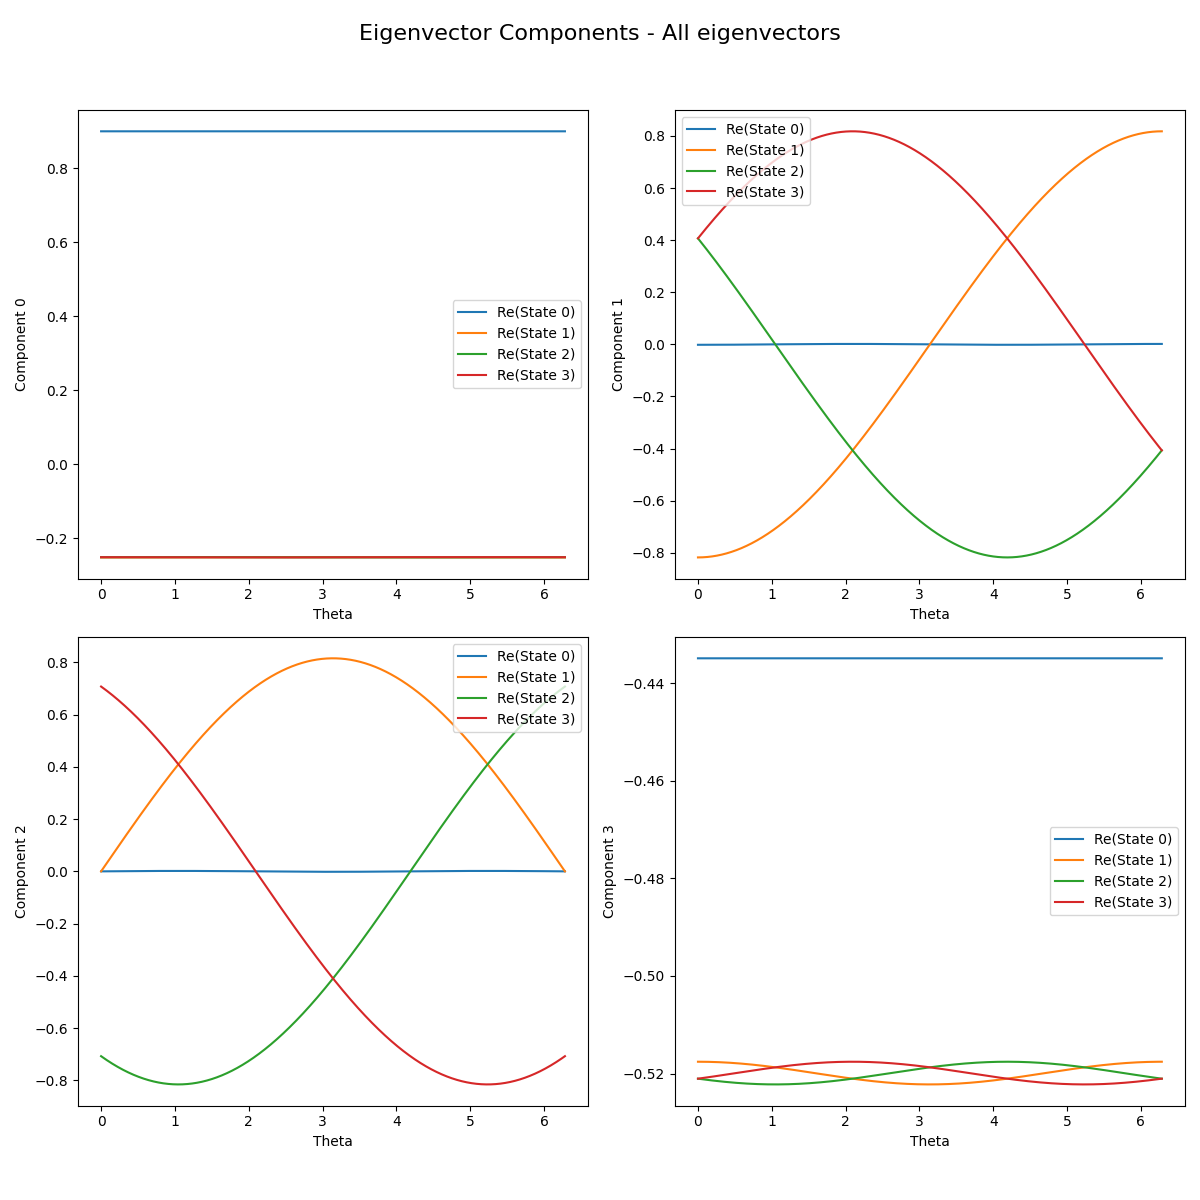 Eigenvector Components - All eigenvectors
Component 0
0.8
0.6
0.4
0.2
0.0
−0.2
Re(State 0)
Re(State 1)
Re(State 2)
Re(State 3)
0 1 2 3 4 5 6
Theta
Component 1
0.8
0.6
0.4
0.2
0.0
−0.2
−0.4
−0.6
−0.8
Re(State 0)
Re(State 1)
Re(State 2)
Re(State 3)
0 1 2 3 4 5 6
Theta
Component 2
0.8
0.6
0.4
0.2
0.0
−0.2
−0.4
−0.6
−0.8
Re(State 0)
Re(State 1)
Re(State 2)
Re(State 3)
0 1 2 3 4 5 6
Theta
Component 3
−0.44
−0.46
−0.48
−0.50
−0.52
Re(State 0)
Re(State 1)
Re(State 2)
Re(State 3)
0 1 2 3 4 5 6
Theta